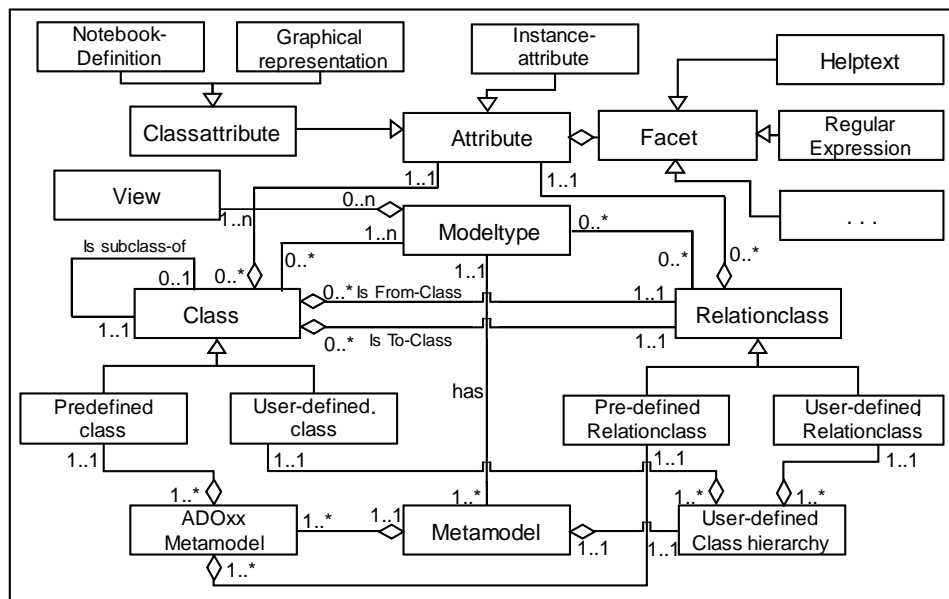 Notebook-
Definition
Graphical
representation
Instance-
attribute
Helptext
Classattribute
Attribute
Facet
Regular
Expression
1..1
1..1
. . .
View
0..n
1..n
Modeltype
1..n
0..*
Is subclass-of
0..1
0..*
0..*
1..1
0..*
0..*
1..1
Class
0..*
Is From-Class
1..1
Relationclass
0..*
Is To-Class
1..1
has
Predefined
class
User-defined.
class
Pre-defined
Relationclass
User-defined
Relationclass
1..1
1..1
1..1
1..1
1..*
1..*
1..*
1..*
ADOxx
Metamodel
1..*
1..1
Metamodel
1..1
1..1
User-defined
Class hierarchy
1..*